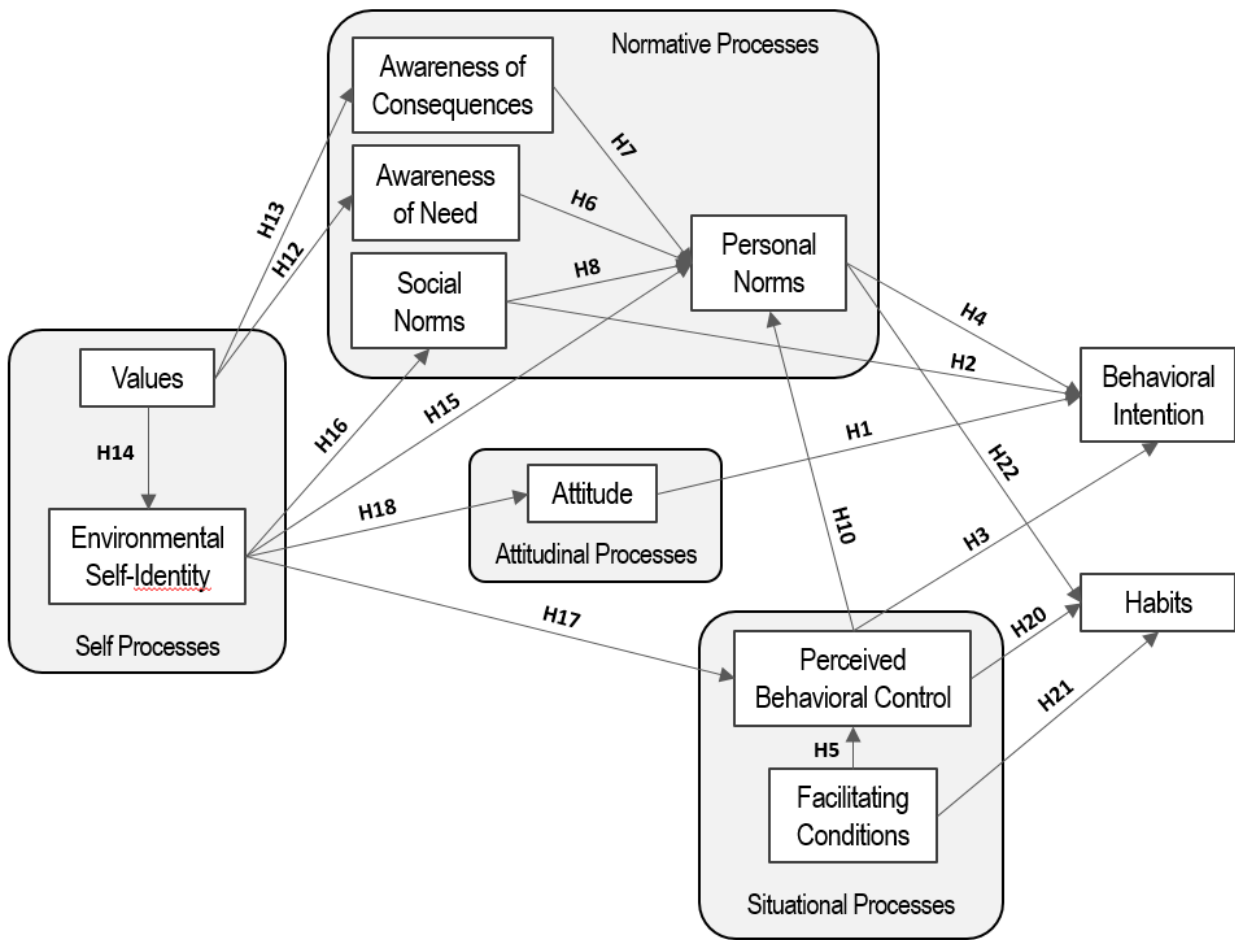 Normative Processes
Awareness of
Consequences
H7
Awareness
of Need
H6
Social
Norms
H8
Personal
Norms
H13
H12
H4
H2
Behavioral
Intention
Values
H14
Environmental
Self-Identity
Self Processes
H16
H15
H18
H17
Attitude
Attitudinal Processes
H1
H10
H3
H22
Habits
H20
H21
Perceived
Behavioral Control
H5
Facilitating
Conditions
Situational Processes